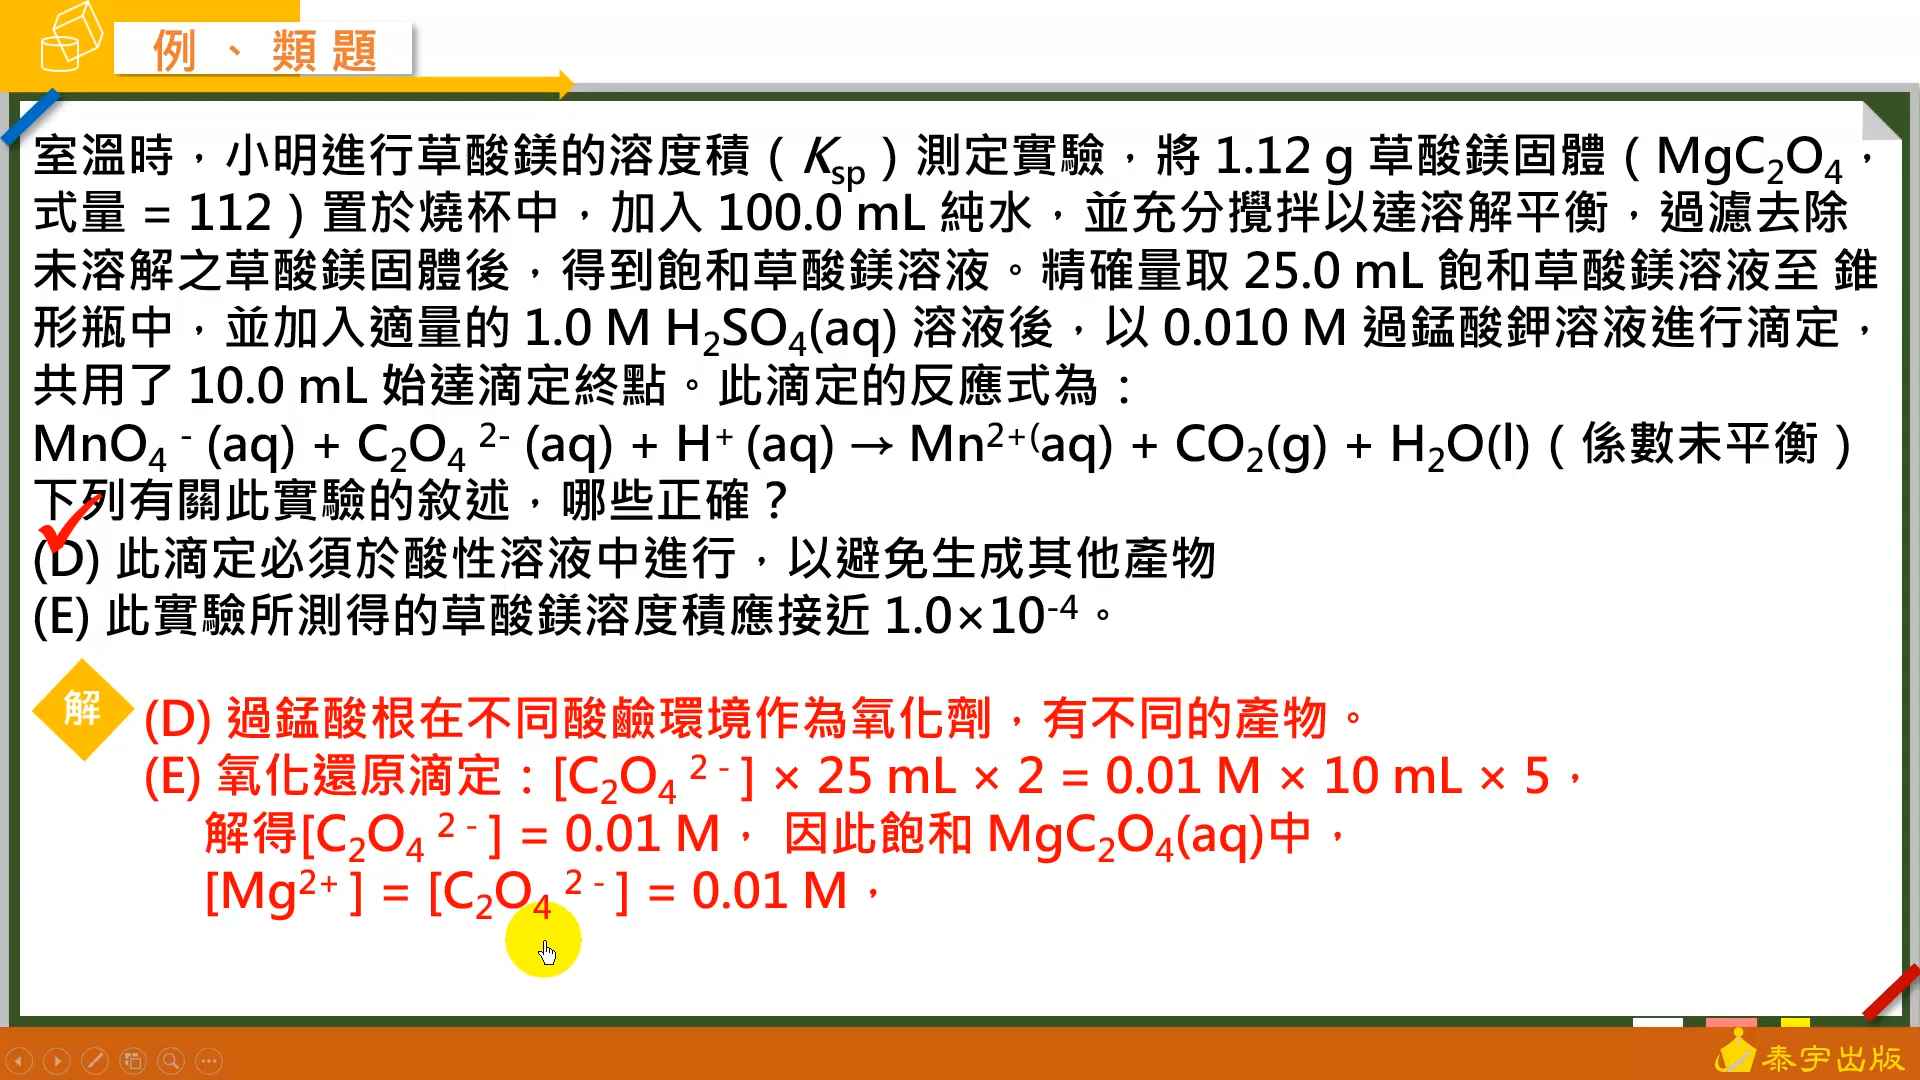 例、類題
室溫時，小明進行草酸鎂的溶度積（Ksp）測定實驗，將 1.12 g 草酸鎂固體（MgC₂O₄，
式量 = 112）置於燒杯中，加入 100.0 mL 純水，並充分攪拌以達溶解平衡，過濾去除
未溶解之草酸鎂固體後，得到飽和草酸鎂溶液。精確量取 25.0 mL 飽和草酸鎂溶液至 錐
形瓶中，並加入適量的 1.0 M H₂SO₄(aq) 溶液後，以 0.010 M 過錳酸鉀溶液進行滴定，
共用了 10.0 mL 始達滴定終點。此滴定的反應式為：
MnO₄⁻ (aq) + C₂O₄²⁻ (aq) + H⁺ (aq) → Mn²⁺⁽aq) + CO₂(g) + H₂O(l)（係數未平衡）
下列有關此實驗的敘述，哪些正確？
(D) 此滴定必須於酸性溶液中進行，以避免生成其他產物
(E) 此實驗所測得的草酸鎂溶度積應接近 1.0×10⁻⁴。
解
(D) 過錳酸根在不同酸鹼環境作為氧化劑，有不同的產物。
(E) 氧化還原滴定：[C₂O₄²⁻] × 25 mL × 2 = 0.01 M × 10 mL × 5，
解得[C₂O₄²⁻] = 0.01 M， 因此飽和 MgC₂O₄(aq)中，
[Mg²⁺] = [C₂O₄²⁻] = 0.01 M，
泰宇出版